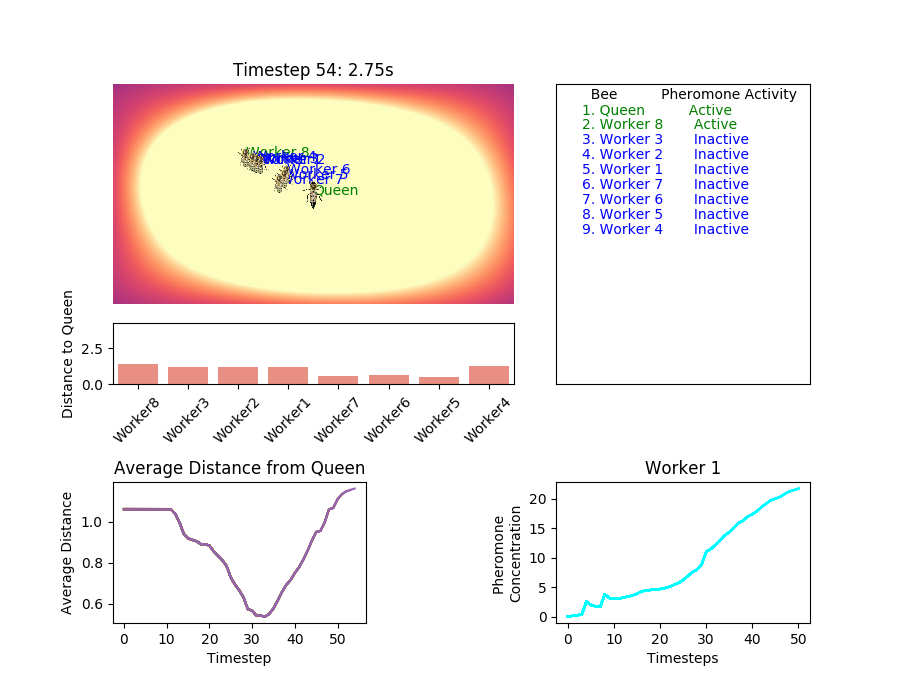 Timestep 54: 2.75s
Worker 8
Worker 6
Worker 7
Queen
Bee Pheromone Activity
1. Queen Active
2. Worker 8 Active
3. Worker 3 Inactive
4. Worker 2 Inactive
5. Worker 1 Inactive
6. Worker 7 Inactive
7. Worker 6 Inactive
8. Worker 5 Inactive
9. Worker 4 Inactive
Distance to Queen
2.5
0.0
Worker8
Worker3
Worker2
Worker1
Worker7
Worker6
Worker5
Worker4
Average Distance from Queen
Average Distance
1.0
0.8
0.6
0 10 20 30 40 50
Timestep
Worker 1
Pheromone
Concentration
20
15
10
5
0
0 10 20 30 40 50
Timesteps